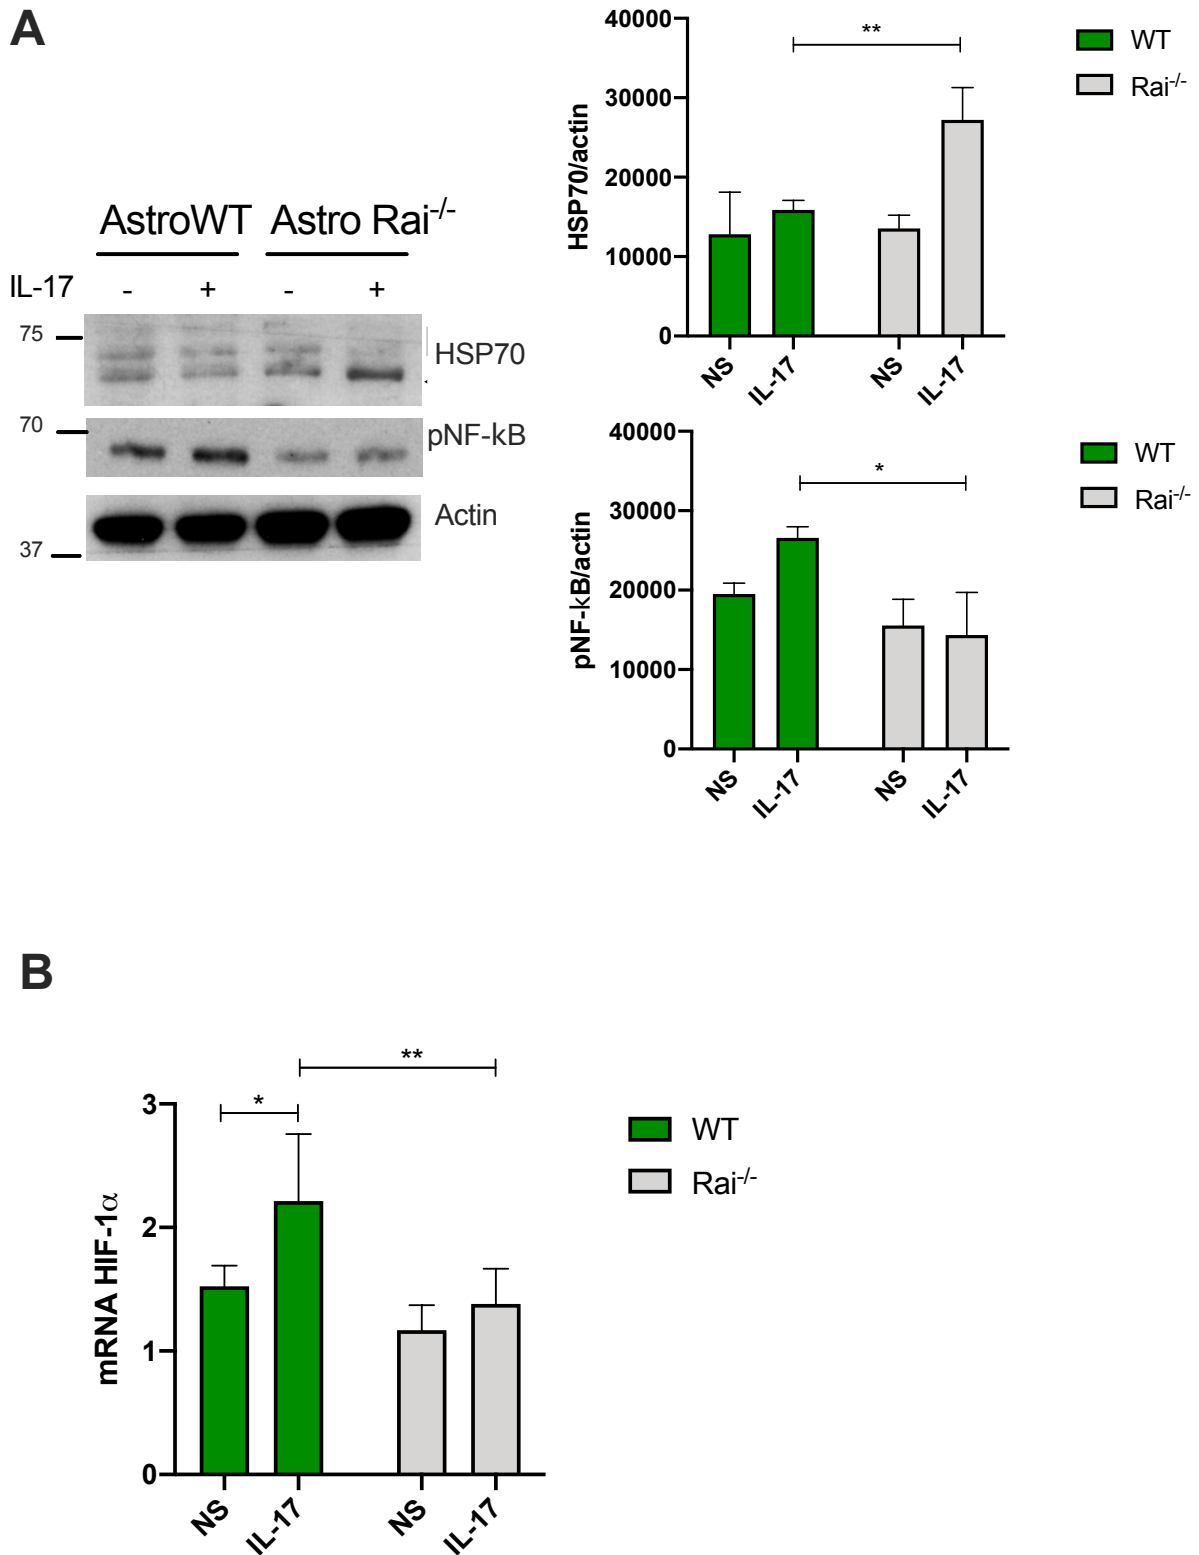 A
AstroWT Astro Rai-/-
IL-17 - + - +
75
HSP70
70
pNF-kB
Actin
37
HSP70/actin
40000
30000
20000
10000
0
**
NS IL-17 NS IL-17
WT
Rai-/-
pNF-kB/actin
40000
30000
20000
10000
0
*
NS IL-17 NS IL-17
WT
Rai-/-
B
mRNA HIF-1α
3
2
1
0
*
**
NS IL-17 NS IL-17
WT
Rai-/-